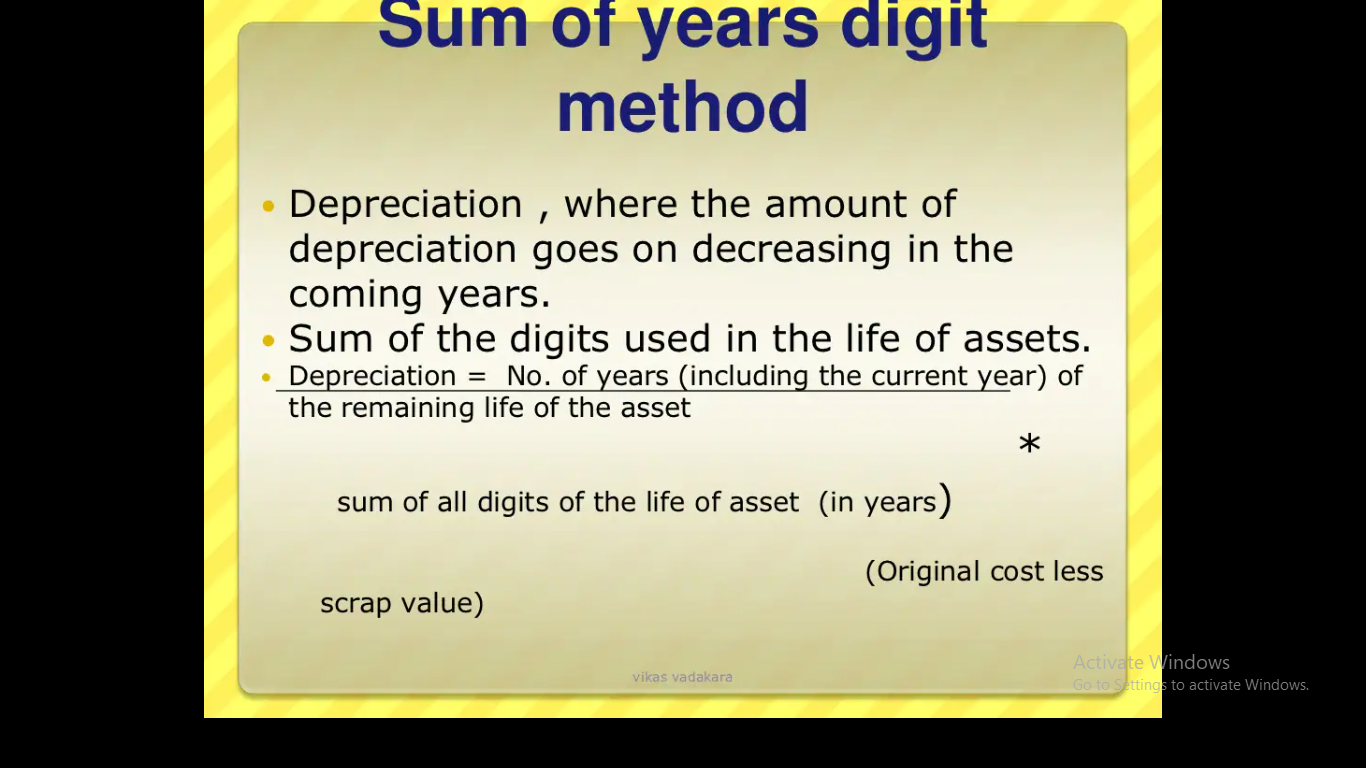 Sum of years digit
method
• Depreciation , where the amount of
depreciation goes on decreasing in the
coming years.
• Sum of the digits used in the life of assets.
• Depreciation = No. of years (including the current year) of
the remaining life of the asset
*
sum of all digits of the life of asset (in years)
(Original cost less
scrap value)
Activate Windows
vikas vadakara
Go to Settings to activate Windows.